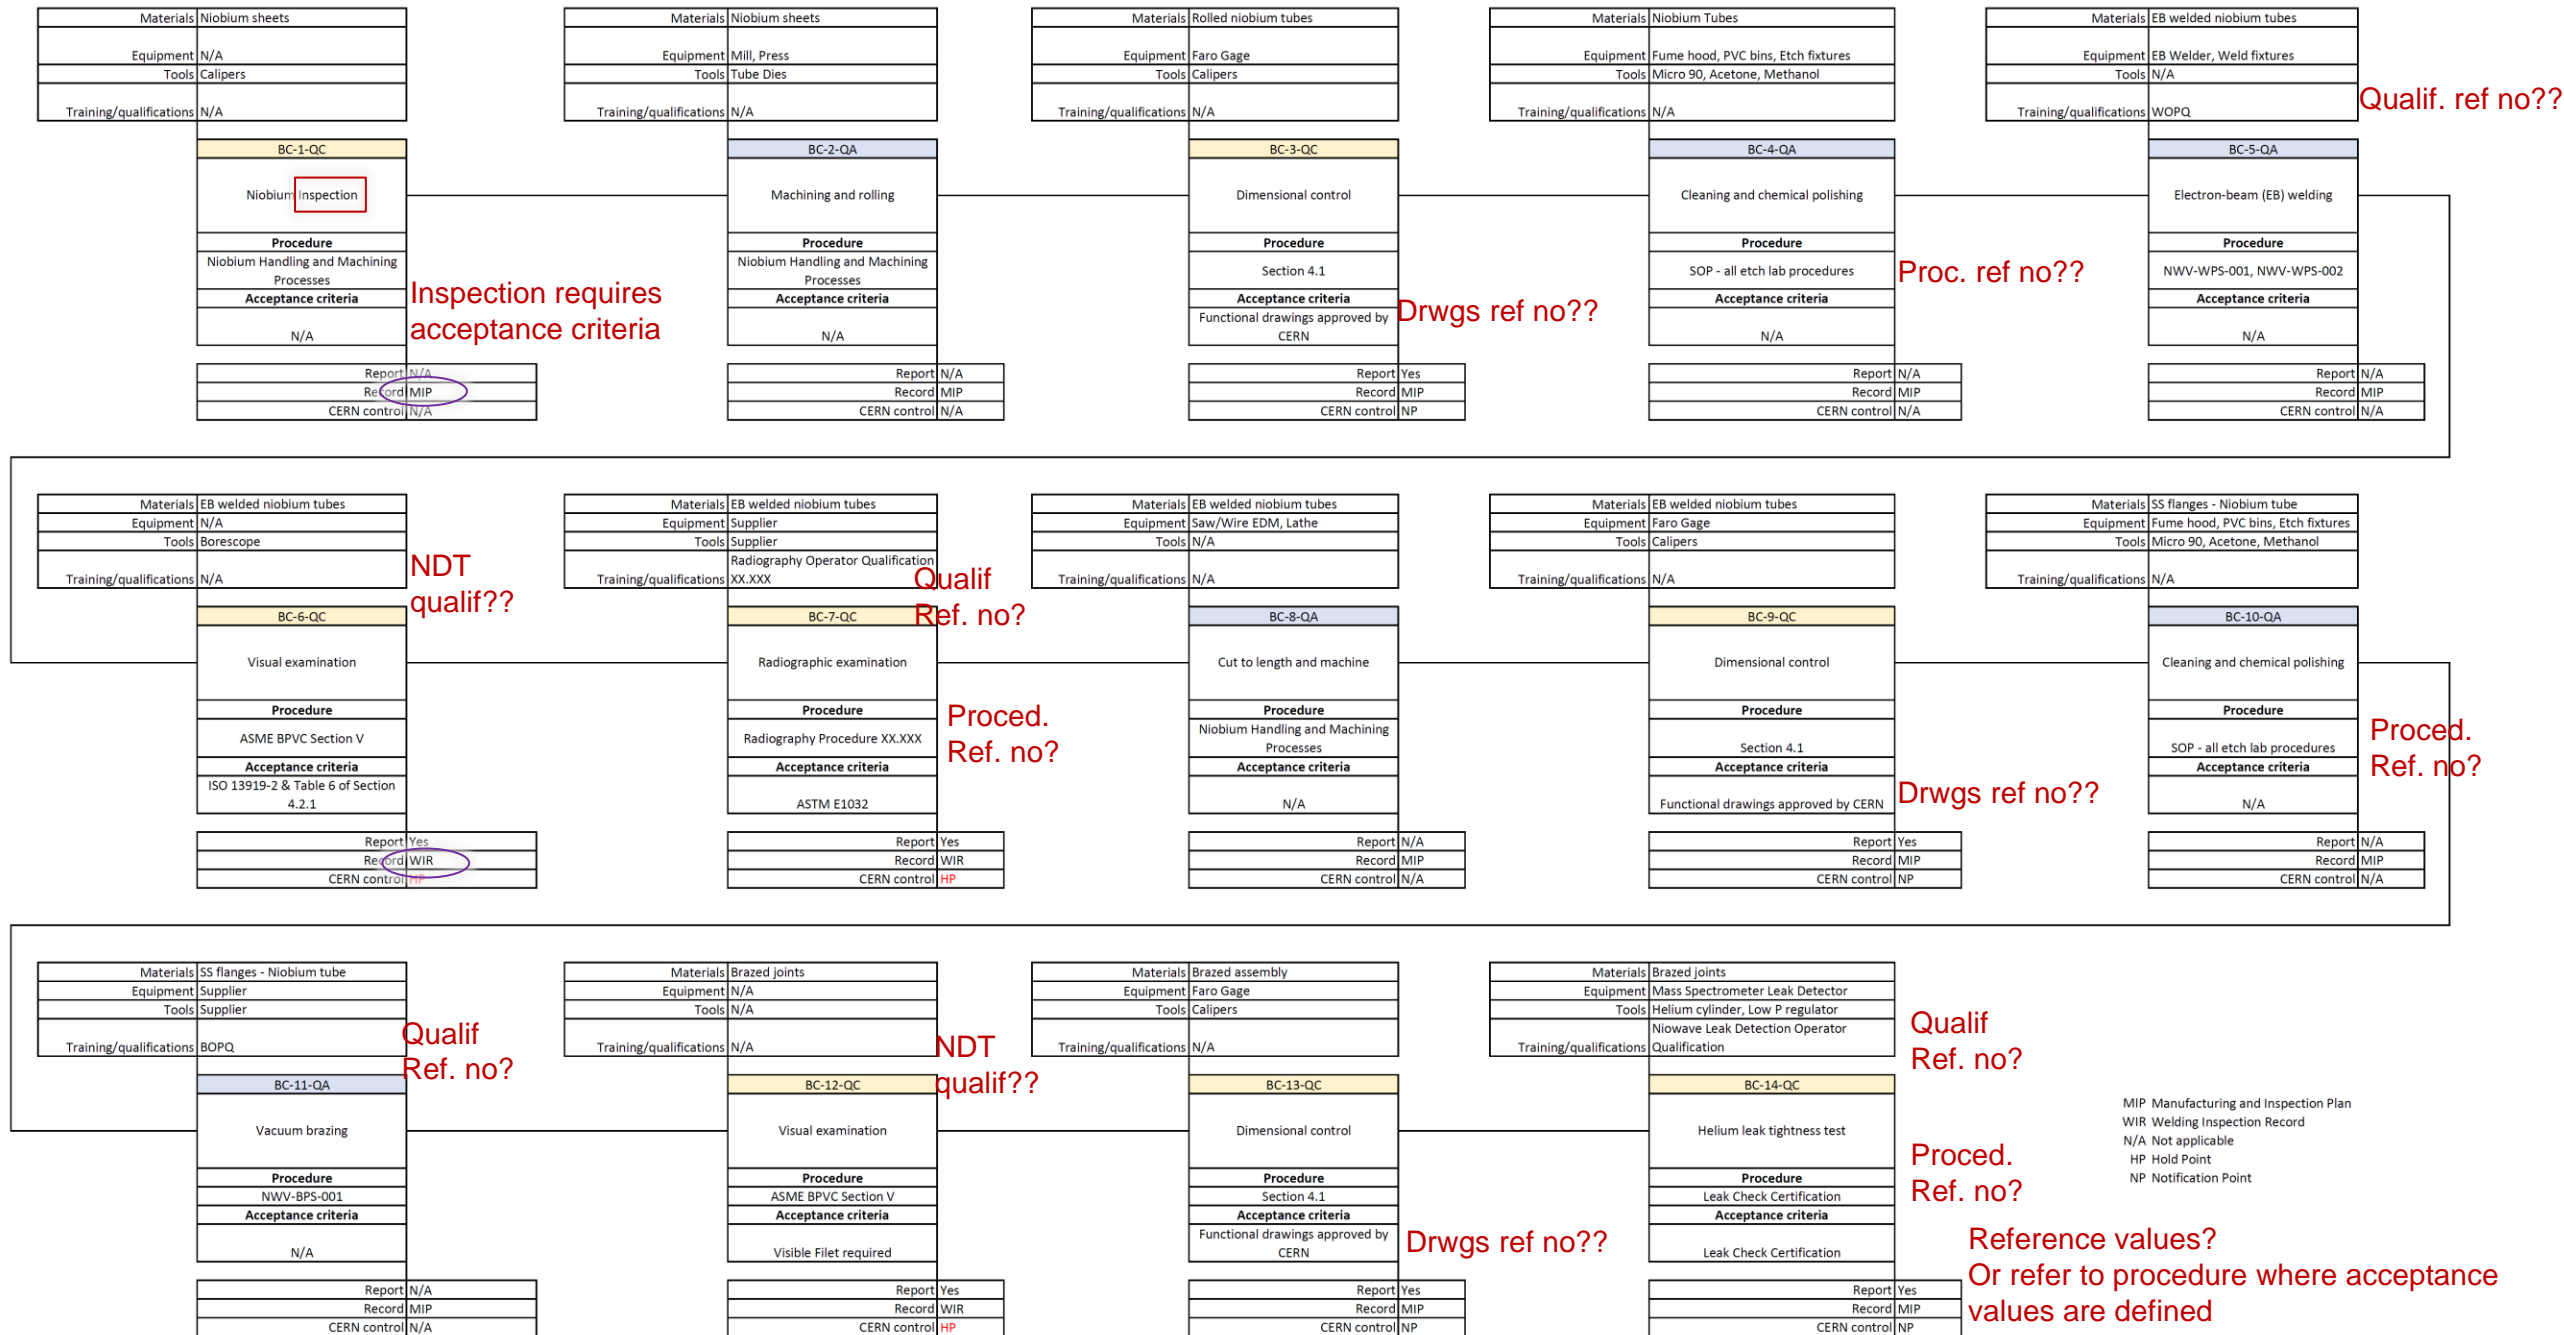 Materials Niobium sheets
Equipment N/A
Tools Calipers
Training/qualifications N/A
BC-1-QC
Niobium Inspection
Procedure
Niobium Handling and Machining
Processes
Acceptance criteria
N/A
Report N/A
Record MIP
CERN control N/A
Inspection requires
acceptance criteria
Materials Niobium sheets
Equipment Mill, Press
Tools Tube Dies
Training/qualifications N/A
BC-2-QA
Machining and rolling
Procedure
Niobium Handling and Machining
Processes
Acceptance criteria
N/A
Report N/A
Record MIP
CERN control N/A
Materials Rolled niobium tubes
Equipment Faro Gage
Tools Calipers
Training/qualifications N/A
BC-3-QC
Dimensional control
Procedure
Section 4.1
Acceptance criteria
Functional drawings approved by
CERN
Report Yes
Record MIP
CERN control NP
Drwgs ref no??
Materials Niobium Tubes
Equipment Fume hood, PVC bins, Etch fixtures
Tools Micro 90, Acetone, Methanol
Training/qualifications N/A
BC-4-QA
Cleaning and chemical polishing
Procedure
SOP - all etch lab procedures
Acceptance criteria
N/A
Report N/A
Record MIP
CERN control N/A
Proc. ref no??
Materials EB welded niobium tubes
Equipment EB Welder, Weld fixtures
Tools N/A
Training/qualifications WOPQ
Qualif. ref no??
BC-5-QA
Electron-beam (EB) welding
Procedure
NWV-WPS-001, NWV-WPS-002
Acceptance criteria
N/A
Report N/A
Record MIP
CERN control N/A
Materials EB welded niobium tubes
Equipment N/A
Tools Borescope
Training/qualifications N/A
NDT
qualif??
BC-6-QC
Visual examination
Procedure
ASME BPVC Section V
Acceptance criteria
ISO 13919-2 & Table 6 of Section
4.2.1
Report Yes
Record WIR
CERN control HP
Materials EB welded niobium tubes
Equipment Supplier
Tools Supplier
Radiography Operator Qualification
Training/qualifications XX.XXX
Qualif
Ref. no?
BC-7-QC
Radiographic examination
Procedure
Radiography Procedure XX.XXX
Acceptance criteria
ASTM E1032
Report Yes
Record WIR
CERN control HP
Proced.
Ref. no?
Materials EB welded niobium tubes
Equipment Saw/Wire EDM, Lathe
Tools N/A
Training/qualifications N/A
BC-8-QA
Cut to length and machine
Procedure
Niobium Handling and Machining
Processes
Acceptance criteria
N/A
Report N/A
Record MIP
CERN control N/A
Materials EB welded niobium tubes
Equipment Faro Gage
Tools Calipers
Training/qualifications N/A
BC-9-QC
Dimensional control
Procedure
Section 4.1
Acceptance criteria
Functional drawings approved by CERN
Report Yes
Record MIP
CERN control NP
Drwgs ref no??
Materials SS flanges - Niobium tube
Equipment Fume hood, PVC bins, Etch fixtures
Tools Micro 90, Acetone, Methanol
Training/qualifications N/A
BC-10-QA
Cleaning and chemical polishing
Procedure
SOP - all etch lab procedures
Acceptance criteria
N/A
Report N/A
Record MIP
CERN control N/A
Proced.
Ref. no?
Materials SS flanges - Niobium tube
Equipment Supplier
Tools Supplier
Training/qualifications BOPQ
Qualif
Ref. no?
BC-11-QA
Vacuum brazing
Procedure
NWV-BPS-001
Acceptance criteria
N/A
Report N/A
Record MIP
CERN control N/A
Materials Brazed joints
Equipment N/A
Tools N/A
Training/qualifications N/A
NDT
qualif??
BC-12-QC
Visual examination
Procedure
ASME BPVC Section V
Acceptance criteria
Visible Filet required
Report Yes
Record WIR
CERN control HP
Materials Brazed assembly
Equipment Faro Gage
Tools Calipers
Training/qualifications N/A
BC-13-QC
Dimensional control
Procedure
Section 4.1
Acceptance criteria
Functional drawings approved by
CERN
Report Yes
Record MIP
CERN control NP
Drwgs ref no??
Materials Brazed joints
Equipment Mass Spectrometer Leak Detector
Tools Helium cylinder, Low P regulator
Niowave Leak Detection Operator
Training/qualifications Qualification
Qualif
Ref. no?
BC-14-QC
Helium leak tightness test
Procedure
Leak Check Certification
Acceptance criteria
Leak Check Certification
Report Yes
Record MIP
CERN control NP
Proced.
Ref. no?
Reference values?
Or refer to procedure where acceptance
values are defined
MIP Manufacturing and Inspection Plan
WIR Welding Inspection Record
N/A Not applicable
HP Hold Point
NP Notification Point